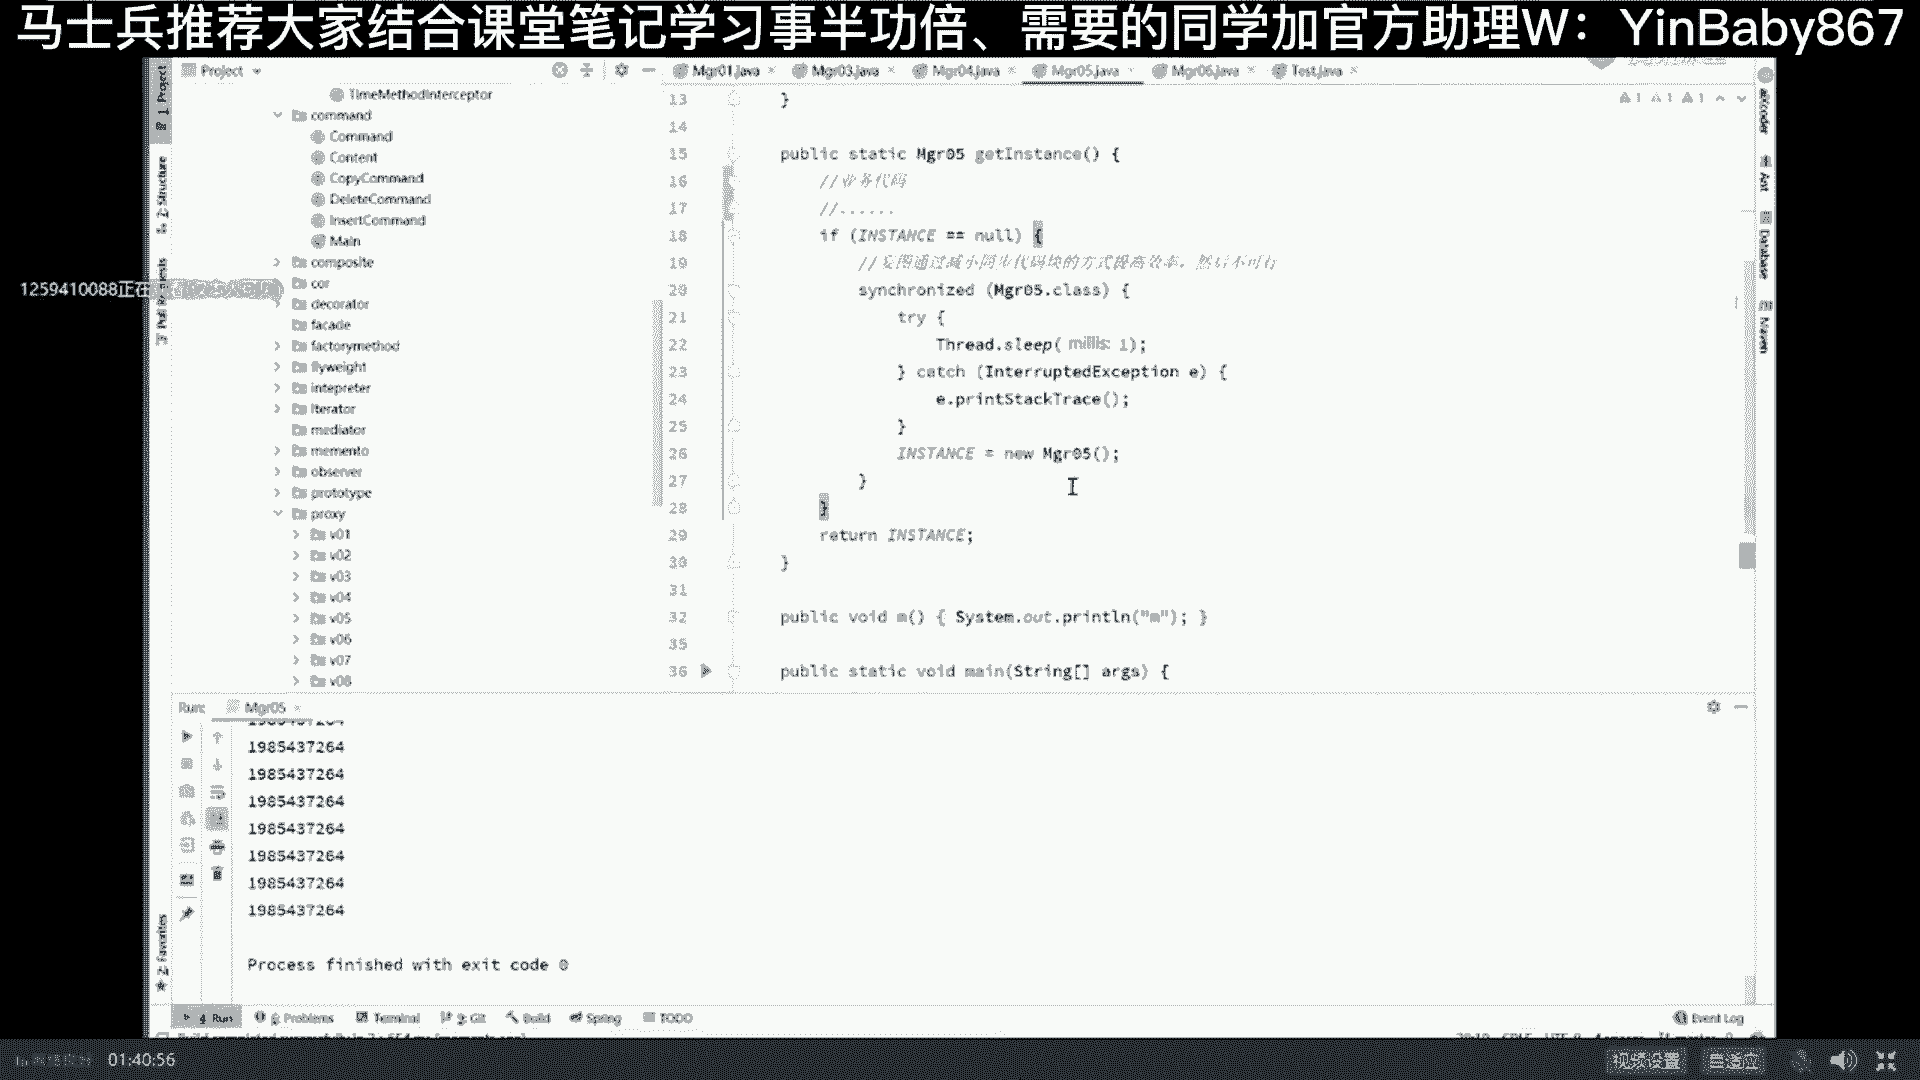 马士兵推荐大家结合课堂笔记学习事半功倍、需要的同学加官方助理W：YinBaby867
Project
Mgr01.java
Mgr03.java
Mgr04.java
Mgr05.java
Mgr06.java
Test.java
1: Project
Z: Structure
Pull Requests
2: Favorites
TimeMethodInterceptor
command
Command
Content
CopyCommand
DeleteCommand
InsertCommand
Main
composite
cor
decorator
facade
factorymethod
flyweight
intepreter
iterator
mediator
memento
observer
prototype
proxy
v01
v02
v03
v04
v05
v06
v07
v08
1259410088正在
13 }
14
15 public static Mgr05 getInstance() {
16 //业务代码
17 //......
18 if (INSTANCE == null) {
19 //妄图通过减小同步代码块的方式提高效率，然后不可行
20 synchronized (Mgr05.class) {
21 try {
22 Thread.sleep( millis: 1);
23 } catch (InterruptedException e) {
24 e.printStackTrace();
25 }
26 INSTANCE = new Mgr05();
27 }
28 }
29 return INSTANCE;
30 }
31
32 public void m() { System.out.println("m"); }
35
36 public static void main(String[] args) {
1 1 1
aiXcoder
Ant
Database
Maven
Run: Mgr05
1985437264
1985437264
1985437264
1985437264
1985437264
1985437264
1985437264
1985437264
Process finished with exit code 0
4: Run
6: Problems
Terminal
9: Git
Build
Spring
TODO
Event Log
01:40:56
视频设置
自适应